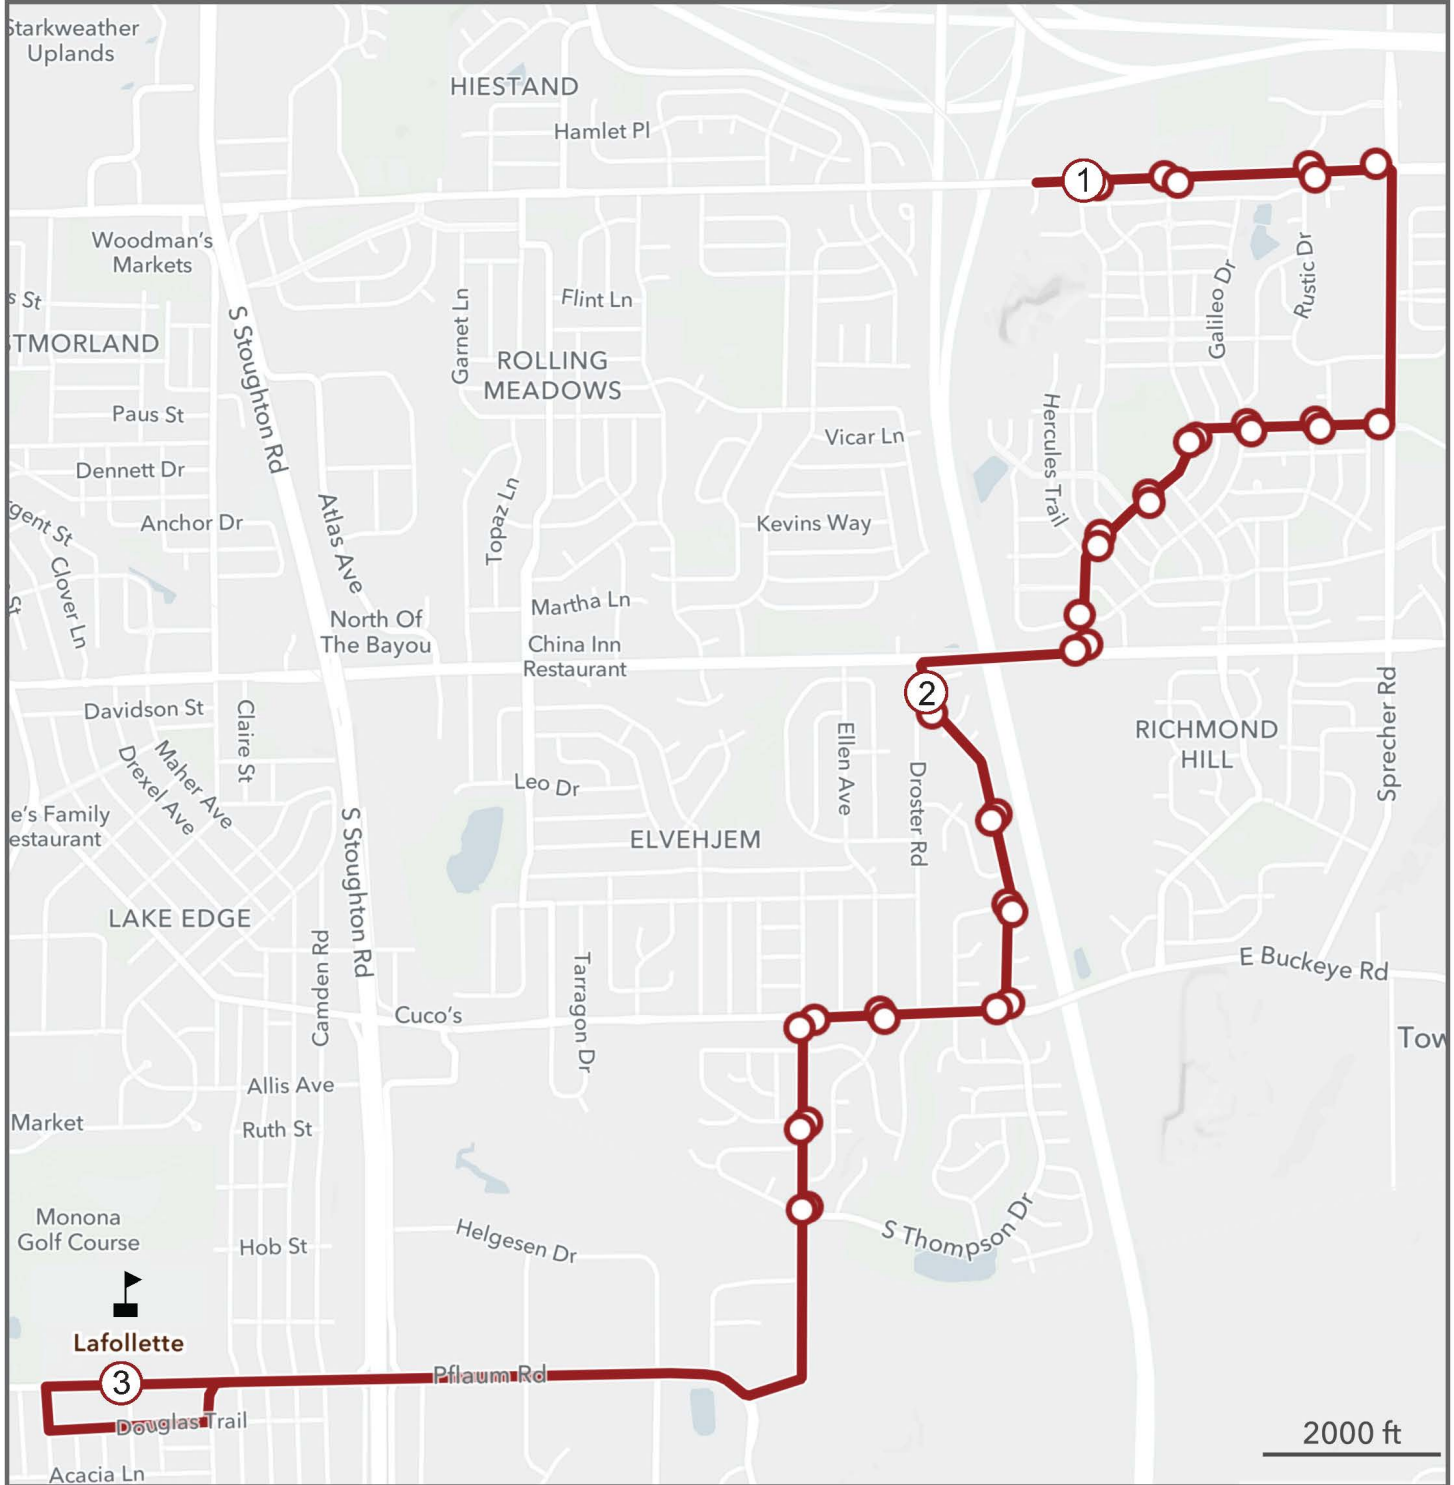 Starkweather
Uplands
HIESTAND
Hamlet Pl
1
Woodman's
Markets
s St
Flint Ln
Garnet Ln
Galileo Dr
Rustic Dr
S Stoughton Rd
STMORLAND
ROLLING
MEADOWS
Paus St
Vicar Ln
Hercules Trail
Dennett Dr
Topaz Ln
Atlas Ave
Anchor Dr
Kevins Way
rgent St
Clover Ln
St
Martha Ln
North Of
The Bayou
China Inn
Restaurant
2
Davidson St
Claire St
Maher Ave
Drexel Ave
Ellen Ave
Droster Rd
RICHMOND
HILL
Sprecher Rd
Leo Dr
e's Family
estaurant
S Stoughton Rd
ELVEHJEM
LAKE EDGE
Camden Rd
Tarragon Dr
E Buckeye Rd
Cuco's
Tow
Allis Ave
Market
Ruth St
Monona
Golf Course
Hob St
Helgesen Dr
S Thompson Dr
Lafollette
3
Pflaum Rd
Douglas Trail
2000 ft
Acacia Ln